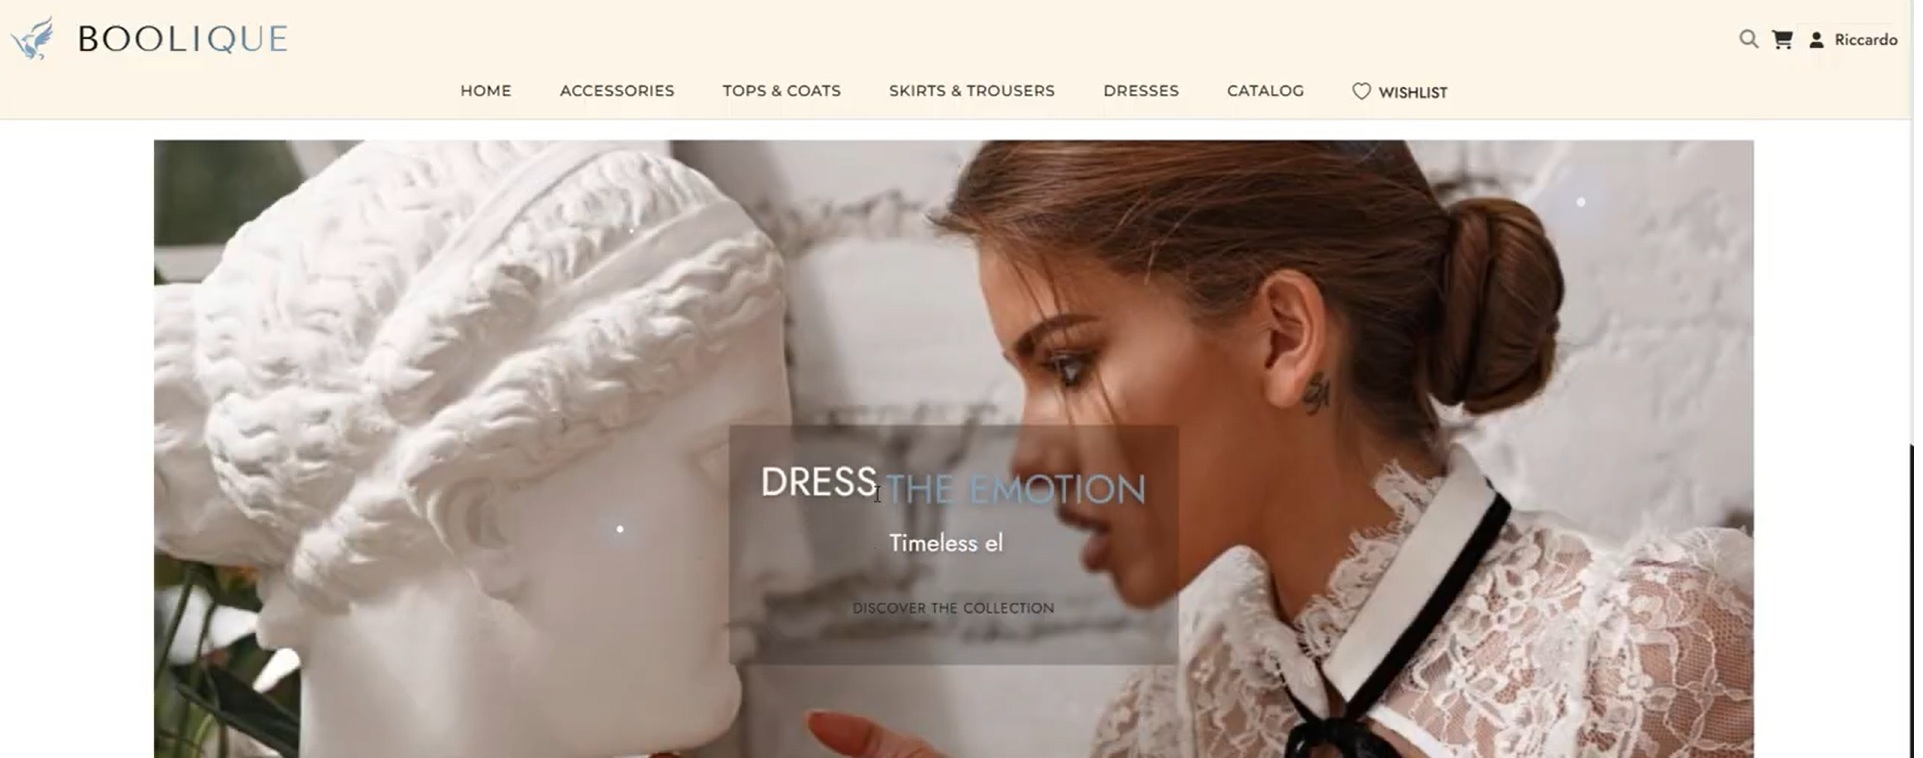 BOOLIQUE
Riccardo
HOME ACCESSORIES TOPS & COATS SKIRTS & TROUSERS DRESSES CATALOG WISHLIST
DRESS THE EMOTION
Timeless el
DISCOVER THE COLLECTION